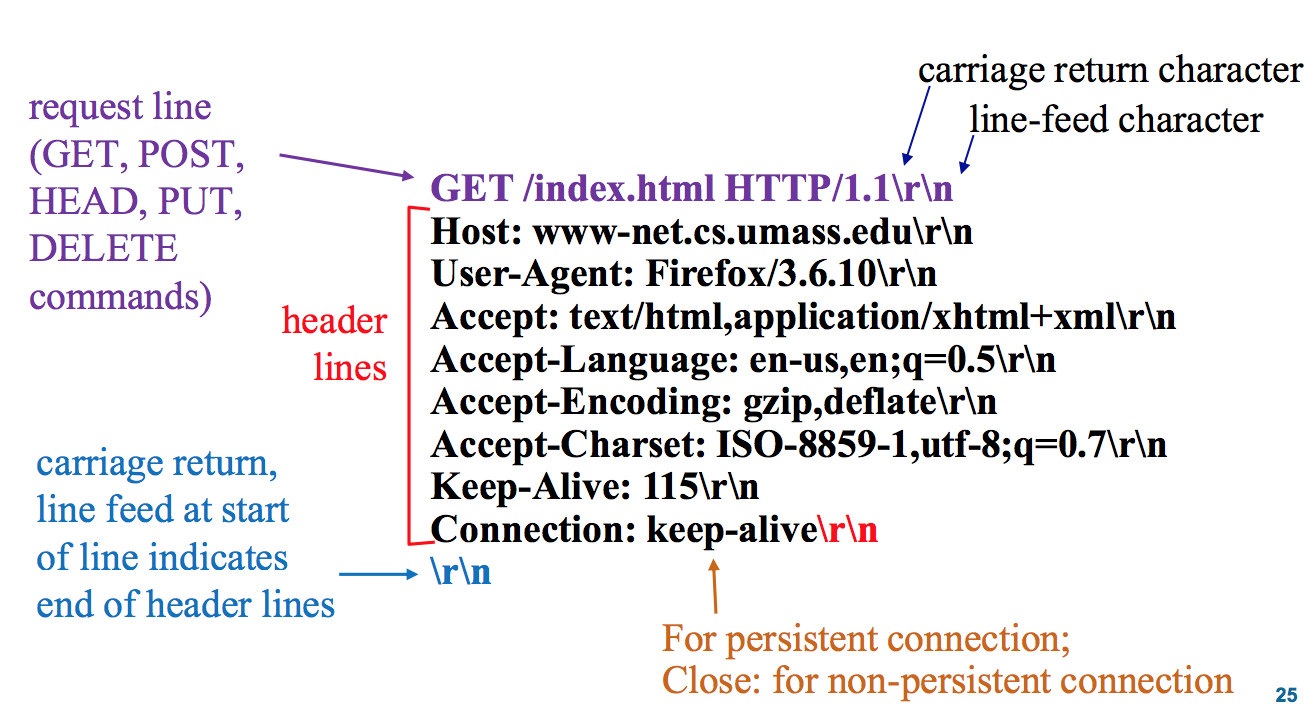 carriage return character
line-feed character
request line
(GET, POST,
HEAD, PUT,
DELETE
commands)
GET /index.html HTTP/1.1\r\n
Host: www-net.cs.umass.edu\r\n
User-Agent: Firefox/3.6.10\r\n
Accept: text/html,application/xhtml+xml\r\n
Accept-Language: en-us,en;q=0.5\r\n
Accept-Encoding: gzip,deflate\r\n
Accept-Charset: ISO-8859-1,utf-8;q=0.7\r\n
Keep-Alive: 115\r\n
Connection: keep-alive\r\n
\r\n
header
lines
carriage return,
line feed at start
of line indicates
end of header lines
For persistent connection;
Close: for non-persistent connection
25